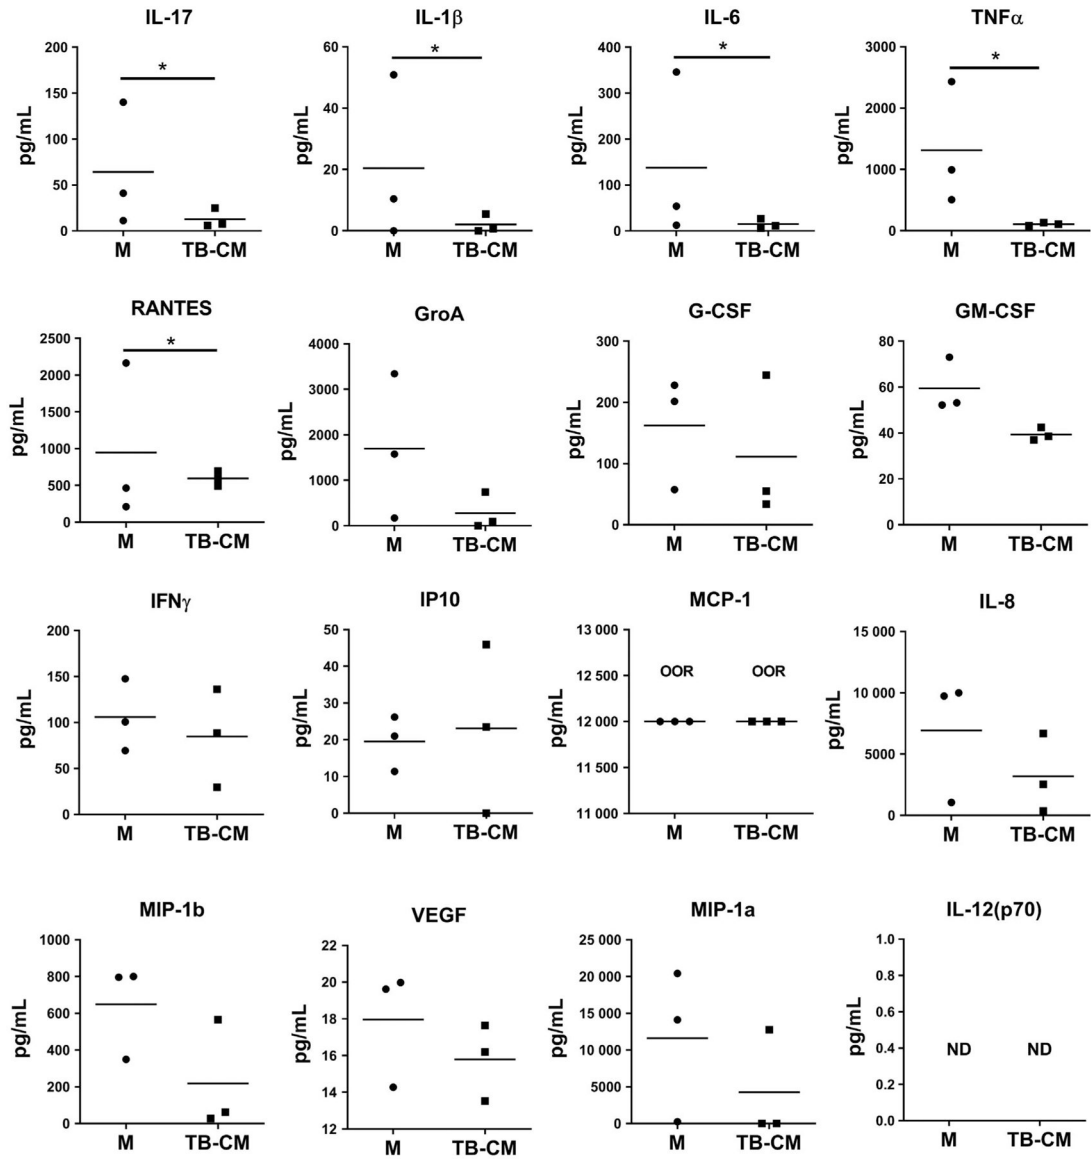 IL-17
IL-1β
IL-6
TNFα
pg/mL
200
150
100
50
0
*
M
TB-CM
pg/mL
60
40
20
0
*
M
TB-CM
pg/mL
400
300
200
100
0
*
M
TB-CM
pg/mL
3000
2000
1000
0
*
M
TB-CM
RANTES
GroA
G-CSF
GM-CSF
pg/mL
2500
2000
1500
1000
500
0
*
M
TB-CM
pg/mL
4000
3000
2000
1000
0
M
TB-CM
pg/mL
300
200
100
0
M
TB-CM
pg/mL
80
60
40
20
0
M
TB-CM
IFNγ
IP10
MCP-1
IL-8
pg/mL
200
150
100
50
0
M
TB-CM
pg/mL
50
40
30
20
10
0
M
TB-CM
pg/mL
13 000
12 500
12 000
11 500
11 000
OOR
OOR
M
TB-CM
pg/mL
15 000
10 000
5000
0
M
TB-CM
MIP-1b
VEGF
MIP-1a
IL-12(p70)
pg/mL
1000
800
600
400
200
0
M
TB-CM
pg/mL
22
20
18
16
14
12
M
TB-CM
pg/mL
25 000
20 000
15 000
10 000
5000
0
M
TB-CM
pg/mL
1.0
0.8
0.6
0.4
0.2
0.0
ND
ND
M
TB-CM